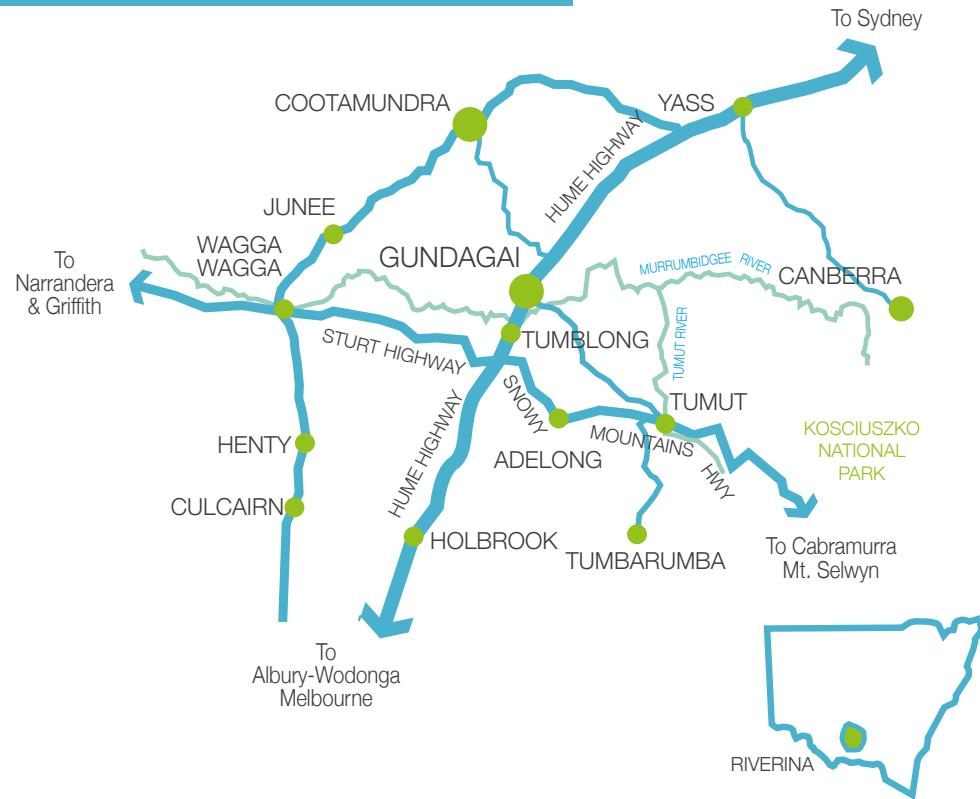 To Sydney
COOTAMUNDRA
YASS
HUME HIGHWAY
JUNEE
WAGGA
WAGGA
GUNDAGAI
To
Narrandera
& Griffith
MURRUMBIDGEE RIVER
CANBERRA
STURT HIGHWAY
TUMBLONG
TUMUT RIVER
SNOWY
MOUNTAINS
HWY
TUMUT
HENTY
HUME HIGHWAY
ADELONG
KOSCIUSZKO
NATIONAL
PARK
CULCAIRN
HOLBROOK
TUMBARUMBA
To Cabramurra
Mt. Selwyn
To
Albury-Wodonga
Melbourne
RIVERINA